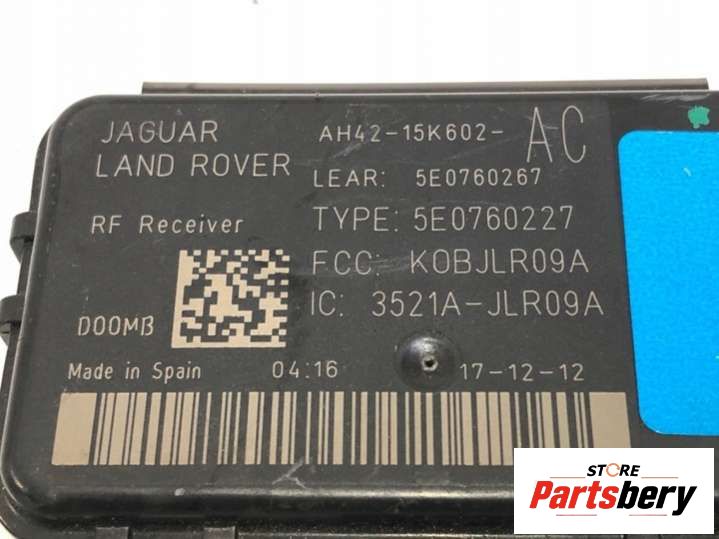 JAGUAR
LAND ROVER
AH42-15K602-AC
LEAR: 5E0760267
RF Receiver
TYPE: 5E0760227
FCC: KOBJLR09A
IC: 3521A-JLR09A
D00MB
Made in Spain 04:16 17-12-12
STORE
Partsbery